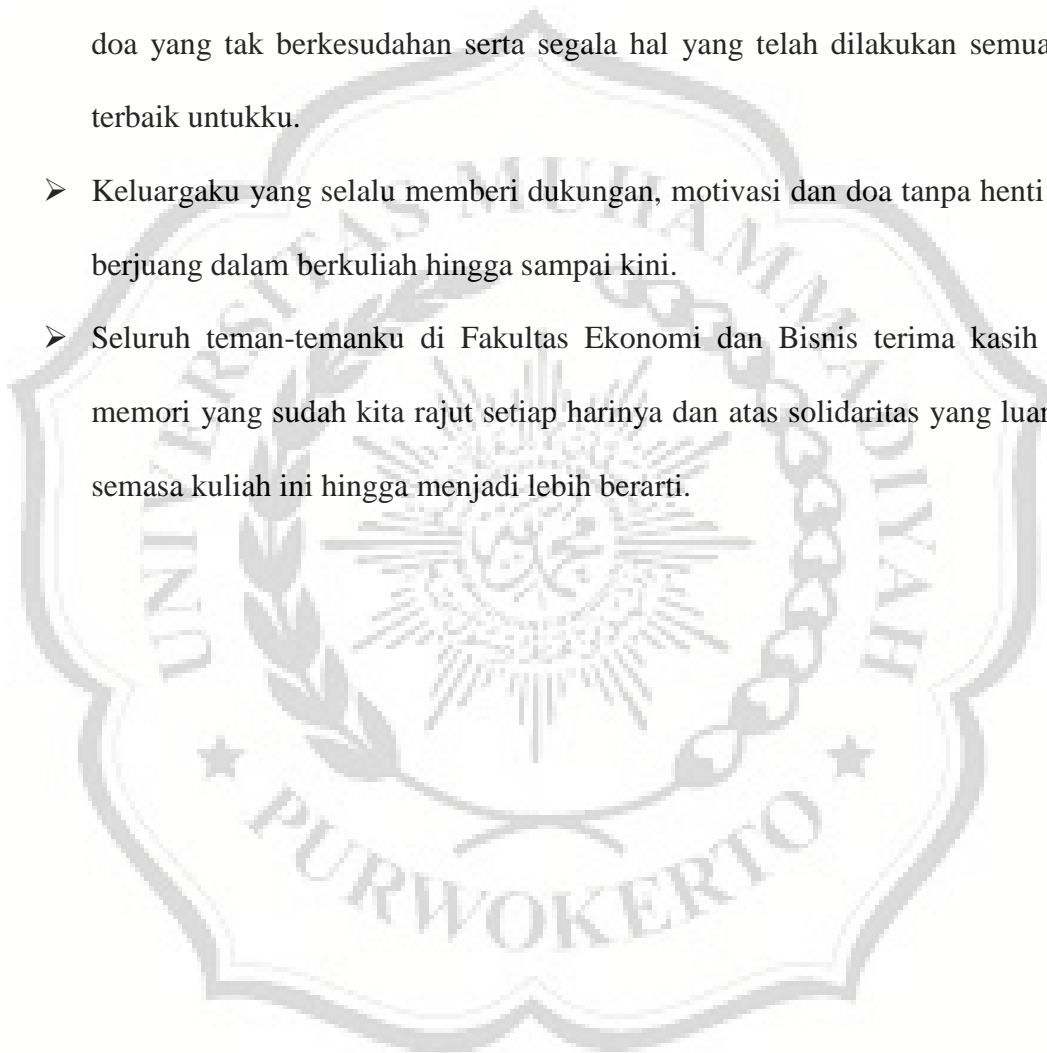 doa yang tak berkesudahan serta segala hal yang telah dilakukan semua
terbaik untukku.
➢ Keluargaku yang selalu memberi dukungan, motivasi dan doa tanpa henti
berjuang dalam berkuliah hingga sampai kini.
➢ Seluruh teman-temanku di Fakultas Ekonomi dan Bisnis terima kasih
memori yang sudah kita rajut setiap harinya dan atas solidaritas yang luar
semasa kuliah ini hingga menjadi lebih berarti.
UNIVERSITAS MUHAMMADIYAH
PURWOKERTO